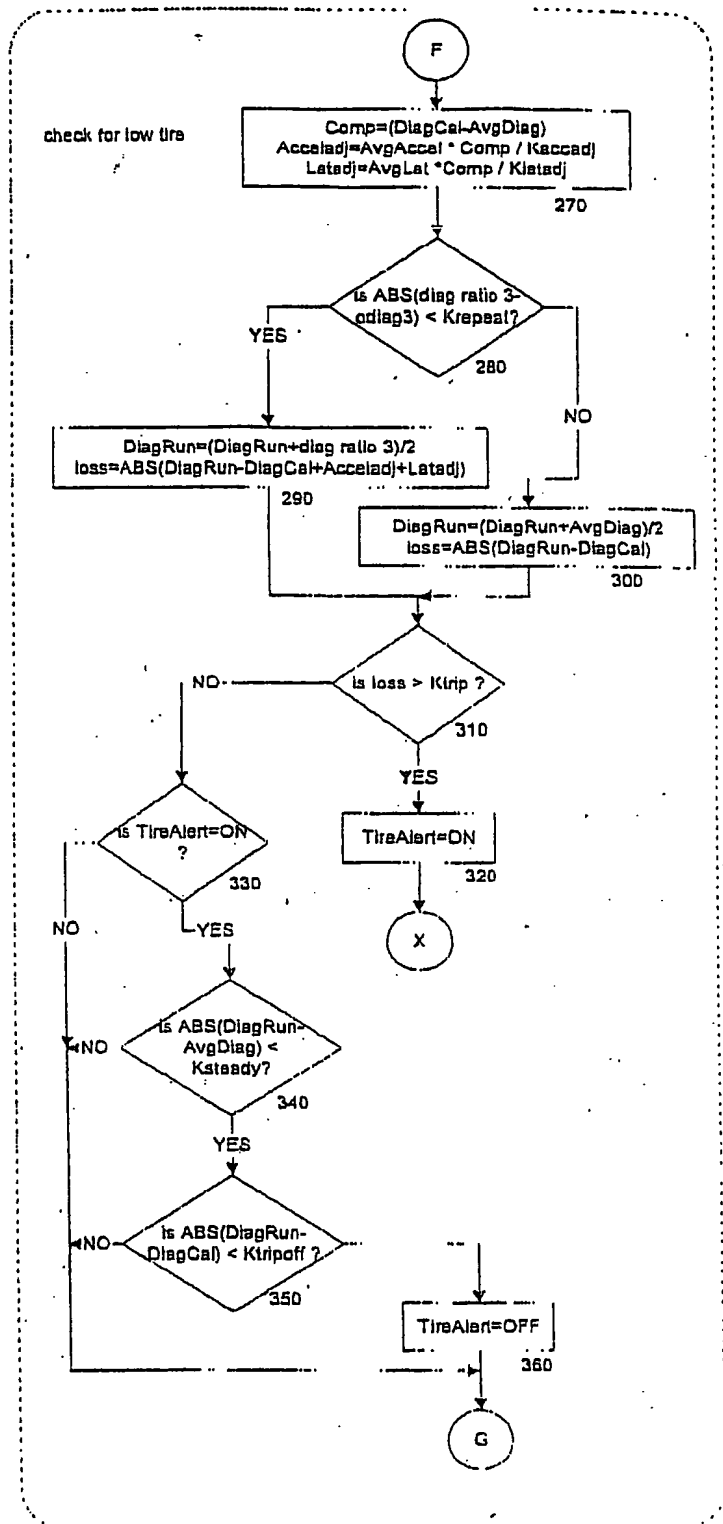 F
check for low tire
Comp=(DiagCal-AvgDiag)
Acceladj=AvgAccel * Comp / Kaccadj
Latadj=AvgLat *Comp / Klatadj
270
is ABS(diag ratio 3-
odiag3) < Krepeat?
YES
280
NO
DiagRun=(DiagRun+diag ratio 3)/2
loss=ABS(DiagRun-DiagCal+Acceladj+Latadj)
290
DiagRun=(DiagRun+AvgDiag)/2
loss=ABS(DiagRun-DiagCal)
300
is loss > Ktrip ?
NO
310
YES
is TireAlert=ON
?
330
TireAlert=ON
320
NO
YES
X
is ABS(DiagRun-
AvgDiag) <
Ksteady?
NO
340
YES
is ABS(DiagRun-
DiagCal) < Ktripoff ?
NO
350
TireAlert=OFF
360
G